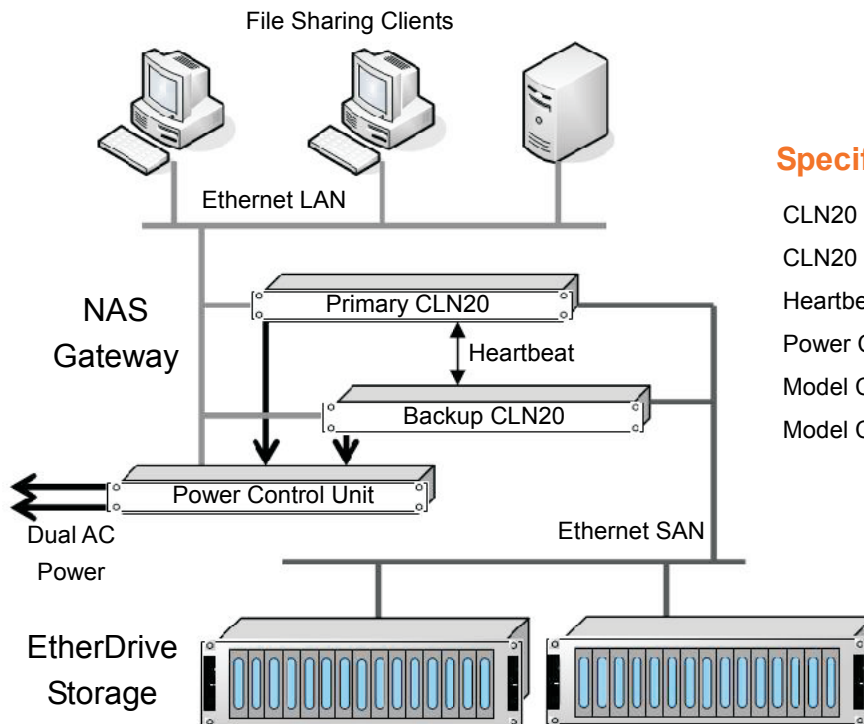 File Sharing Clients
Ethernet LAN
NAS
Gateway
Primary CLN20
Heartbeat
Backup CLN20
Power Control Unit
Dual AC
Power
Ethernet SAN
EtherDrive
Storage
CLN20
CLN20
Power
Model
Model